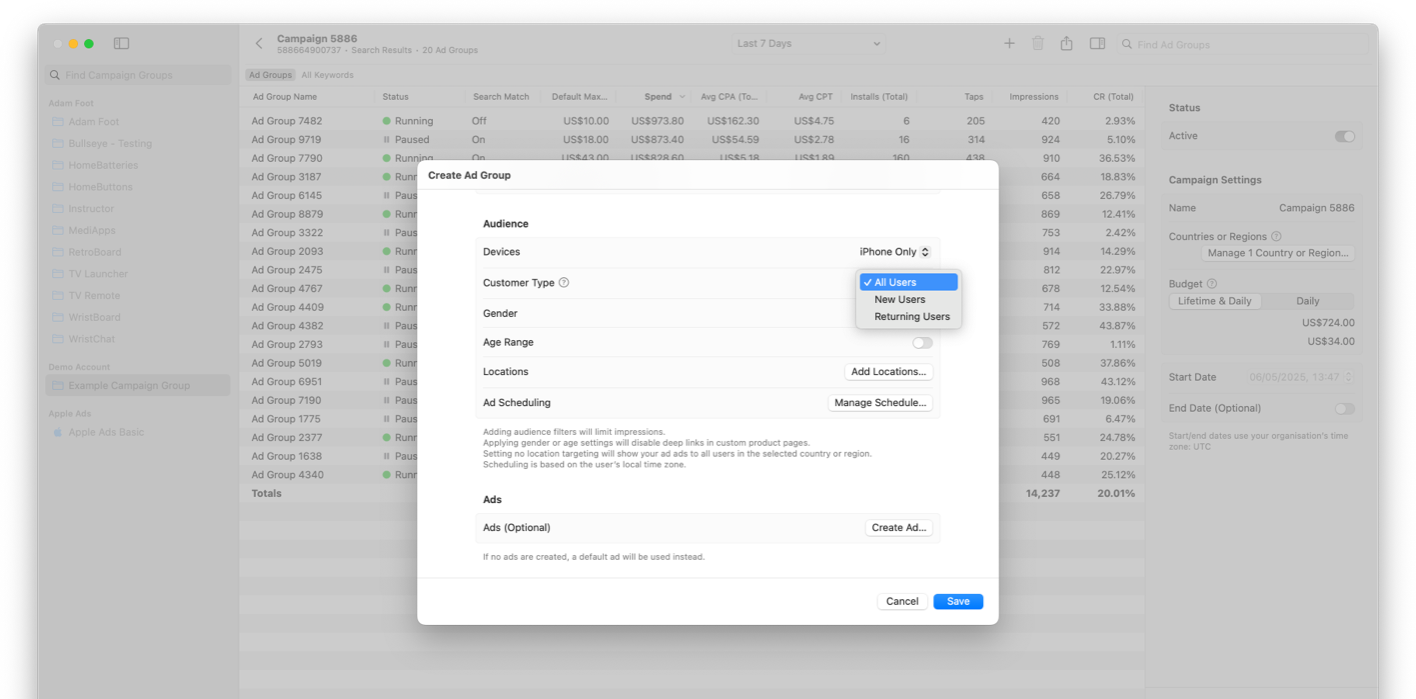 Campaign 5886
588664900737 • Search Results • 20 Ad Groups
Last 7 Days
Find Ad Groups
Find Campaign Groups
Adam Foot
Adam Foot
Bullseye - Testing
HomeBatteries
HomeButtons
Instructor
MediApps
RetroBoard
TV Launcher
TV Remote
WristBoard
WristChat
Demo Account
Example Campaign Group
Apple Ads
Apple Ads Basic
Ad Groups All Keywords
Ad Group Name Status Search Match Default Max... Spend Avg CPA (To... Avg CPT Installs (Total) Taps Impressions CR (Total)
Ad Group 7482 Running Off US$10.00 US$973.80 US$162.30 US$4.75 6 205 420 2.93%
Ad Group 9719 Paused On US$18.00 US$873.40 US$54.59 US$2.78 16 314 924 5.10%
Ad Group 7790 Running On US$43.00 US$828.60 US$5.18 US$1.89 160 438 910 36.53%
Ad Group 3187 Runn 664 18.83%
Ad Group 6145 Paus 658 26.79%
Ad Group 8879 Runn 869 12.41%
Ad Group 3322 Paus 753 2.42%
Ad Group 2093 Runn 914 14.29%
Ad Group 2475 Paus 812 22.97%
Ad Group 4767 Runn 678 12.54%
Ad Group 4409 Runn 714 33.88%
Ad Group 4382 Paus 572 43.87%
Ad Group 2793 Paus 769 1.11%
Ad Group 5019 Runn 508 37.86%
Ad Group 6951 Paus 968 43.12%
Ad Group 7190 Paus 965 19.06%
Ad Group 1775 Paus 691 6.47%
Ad Group 2377 Runn 551 24.78%
Ad Group 1638 Paus 449 20.27%
Ad Group 4340 Runn 448 25.12%
Totals 14,237 20.01%
Create Ad Group
Audience
Devices iPhone Only
Customer Type ?
✓ All Users
New Users
Returning Users
Gender
Age Range
Locations Add Locations...
Ad Scheduling Manage Schedule...
Adding audience filters will limit impressions.
Applying gender or age settings will disable deep links in custom product pages.
Setting no location targeting will show your ad ads to all users in the selected country or region.
Scheduling is based on the user's local time zone.
Ads
Ads (Optional) Create Ad...
If no ads are created, a default ad will be used instead.
Cancel Save
Status
Active
Campaign Settings
Name Campaign 5886
Countries or Regions ?
Manage 1 Country or Region...
Budget ?
Lifetime & Daily Daily
US$724.00
US$34.00
Start Date 06/05/2025, 13:47
End Date (Optional)
Start/end dates use your organisation's time
zone: UTC